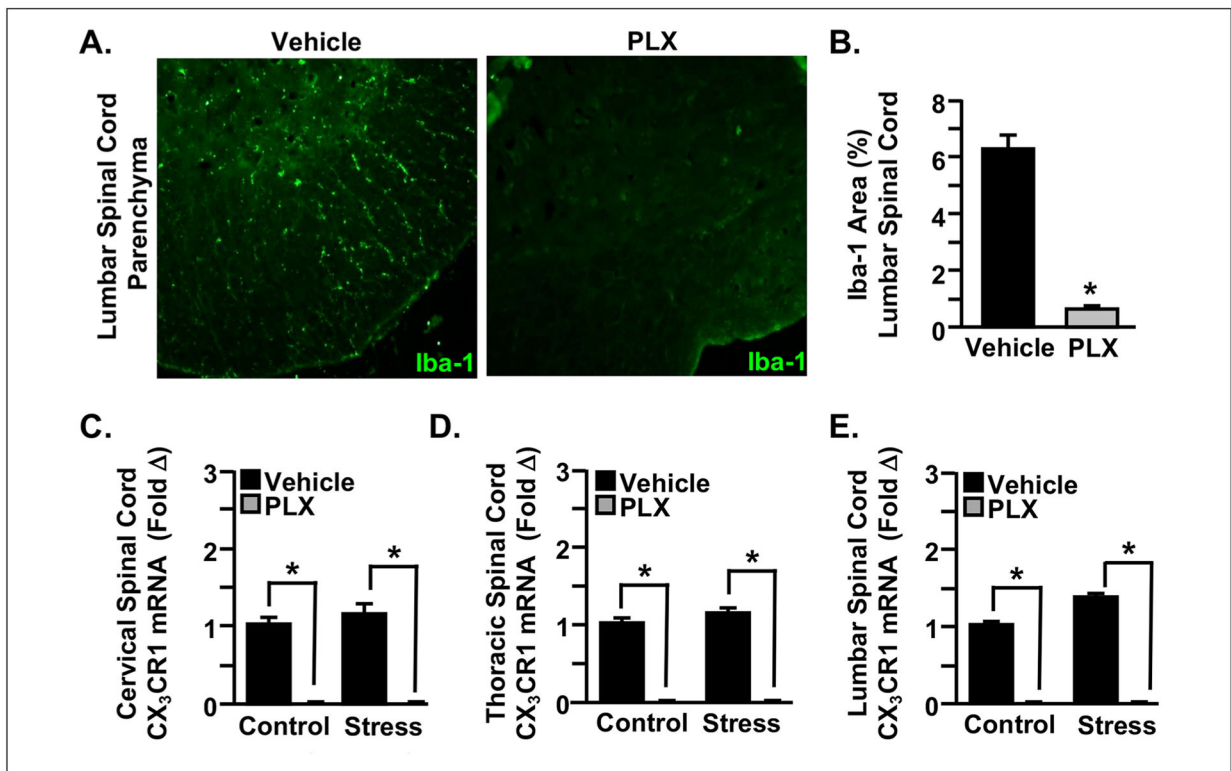 A.
Vehicle
PLX
B.
Lumbar Spinal Cord
Parenchyma
Iba-1
Iba-1
Iba-1 Area (%)
Lumbar Spinal Cord
8
6
4
2
0
Vehicle PLX
*
C.
Cervical Spinal Cord
CX₃CR1 mRNA (Fold Δ)
3
2
1
0
Vehicle
PLX
*
*
Control Stress
D.
Thoracic Spinal Cord
CX₃CR1 mRNA (Fold Δ)
3
2
1
0
Vehicle
PLX
*
*
Control Stress
E.
Lumbar Spinal Cord
CX₃CR1 mRNA (Fold Δ)
3
2
1
0
Vehicle
PLX
*
*
Control Stress